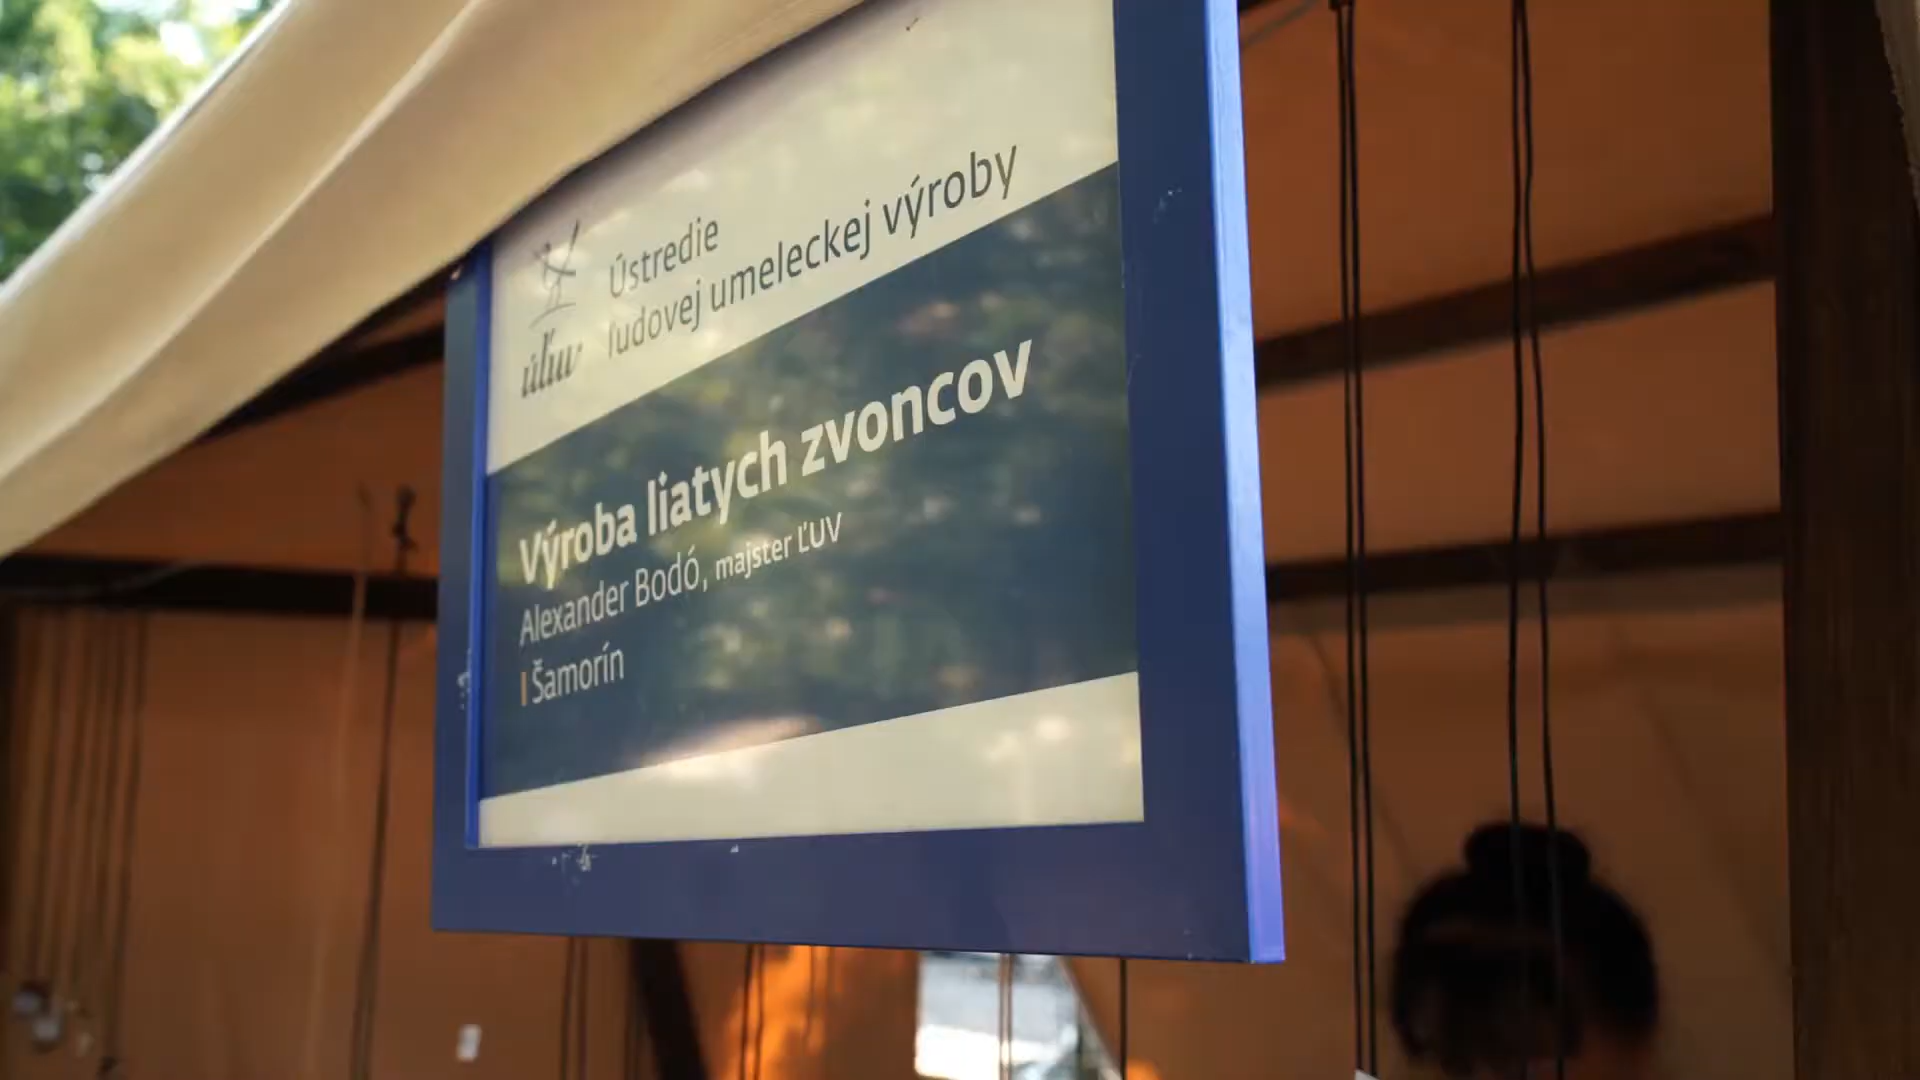 Ústredie
ľudovej umeleckej výroby
úľuv
Výroba liatych zvoncov
Alexander Bodó, majster ĽUV
Šamorín